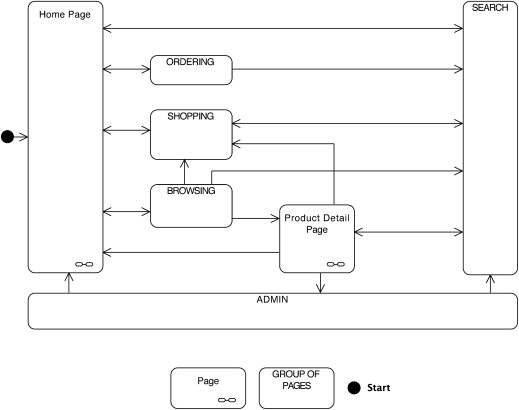 Home Page
SEARCH
ORDERING
SHOPPING
BROWSING
Product Detail
Page
ADMIN
Page
GROUP OF
PAGES
Start